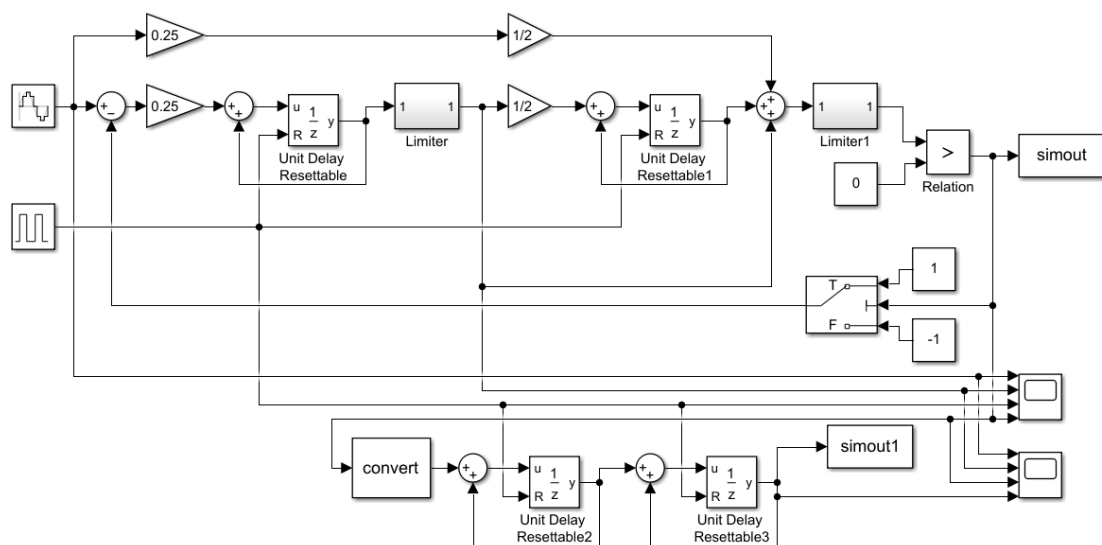 0.25
1/2
+
−
0.25
+
+
u
R
1
z
y
Unit Delay
Resettable
1
1
Limiter
1/2
+
+
u
R
1
z
y
Unit Delay
Resettable1
+
+
+
1
1
Limiter1
0
>
Relation
simout
T
F
1
-1
convert
+
+
u
R
1
z
y
Unit Delay
Resettable2
+
+
u
R
1
z
y
Unit Delay
Resettable3
simout1